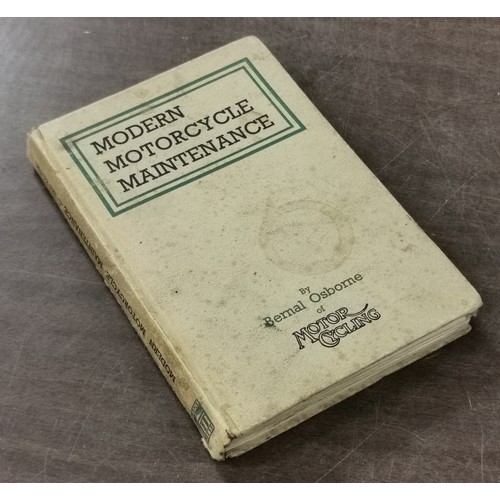 MODERN
MOTORCYCLE
MAINTENANCE
By
Bernal Osborne
of
MOTOR
CYCLING
MODERN MOTORCYCLE MAINTENANCE